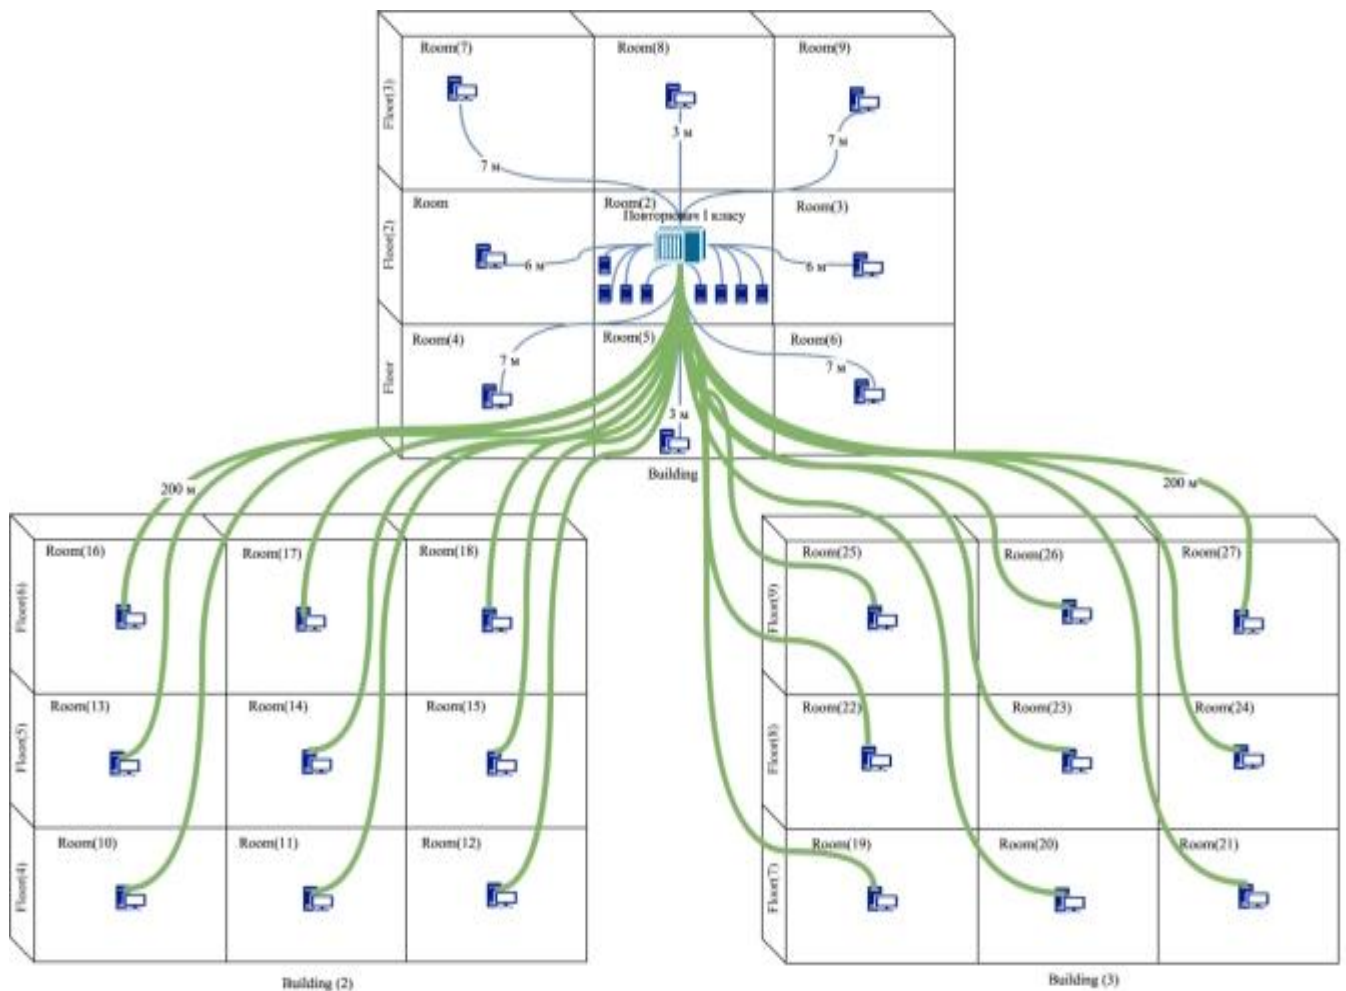 Room(7)
Room(8)
Room(9)
Floor(3)
3 м
7 м
7 м
Room
Room(2)
Room(3)
Повторювач І класу
Floor(2)
6 м
6 м
Room(4)
Room(5)
Room(6)
Floor
7 м
7 м
3 м
Building
200 м
200 м
Room(16)
Room(17)
Room(18)
Floor(6)
Room(13)
Room(14)
Room(15)
Floor(5)
Room(10)
Room(11)
Room(12)
Floor(4)
Building (2)
Room(25)
Room(26)
Room(27)
Floor(9)
Room(22)
Room(23)
Room(24)
Floor(8)
Room(19)
Room(20)
Room(21)
Floor(7)
Building (3)